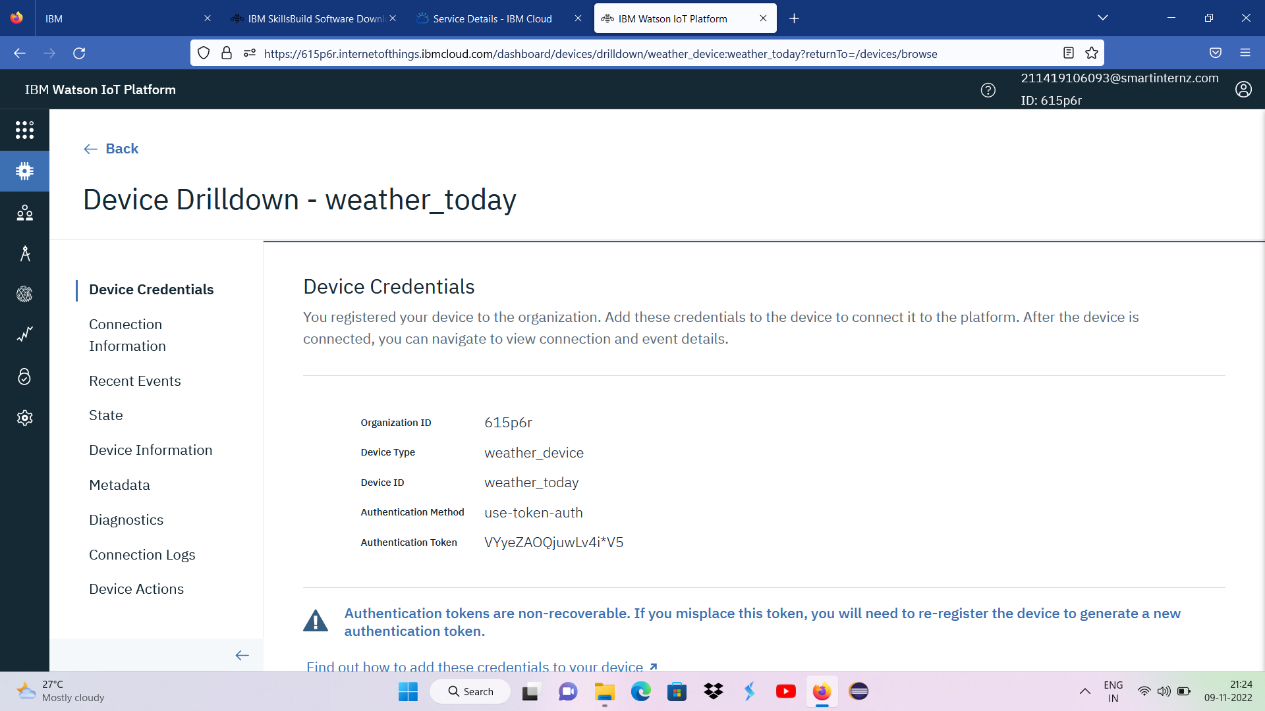 IBM
IBM SkillsBuild Software Downl
Service Details - IBM Cloud
IBM Watson IoT Platform
https://615p6r.internetofthings.ibmcloud.com/dashboard/devices/drilldown/weather_device:weather_today?returnTo=/devices/browse
IBM Watson IoT Platform
211419106093@smartinternz.com
ID: 615p6r
Back
Device Drilldown - weather_today
Device Credentials
Connection
Information
Recent Events
State
Device Information
Metadata
Diagnostics
Connection Logs
Device Actions
Device Credentials
You registered your device to the organization. Add these credentials to the device to connect it to the platform. After the device is
connected, you can navigate to view connection and event details.
Organization ID 615p6r
Device Type weather_device
Device ID weather_today
Authentication Method use-token-auth
Authentication Token VYyeZAOQjuwLv4i*V5
Authentication tokens are non-recoverable. If you misplace this token, you will need to re-register the device to generate a new
authentication token.
Find out how to add these credentials to your device
27°C
Mostly cloudy
Search
ENG
IN
21:24
09-11-2022